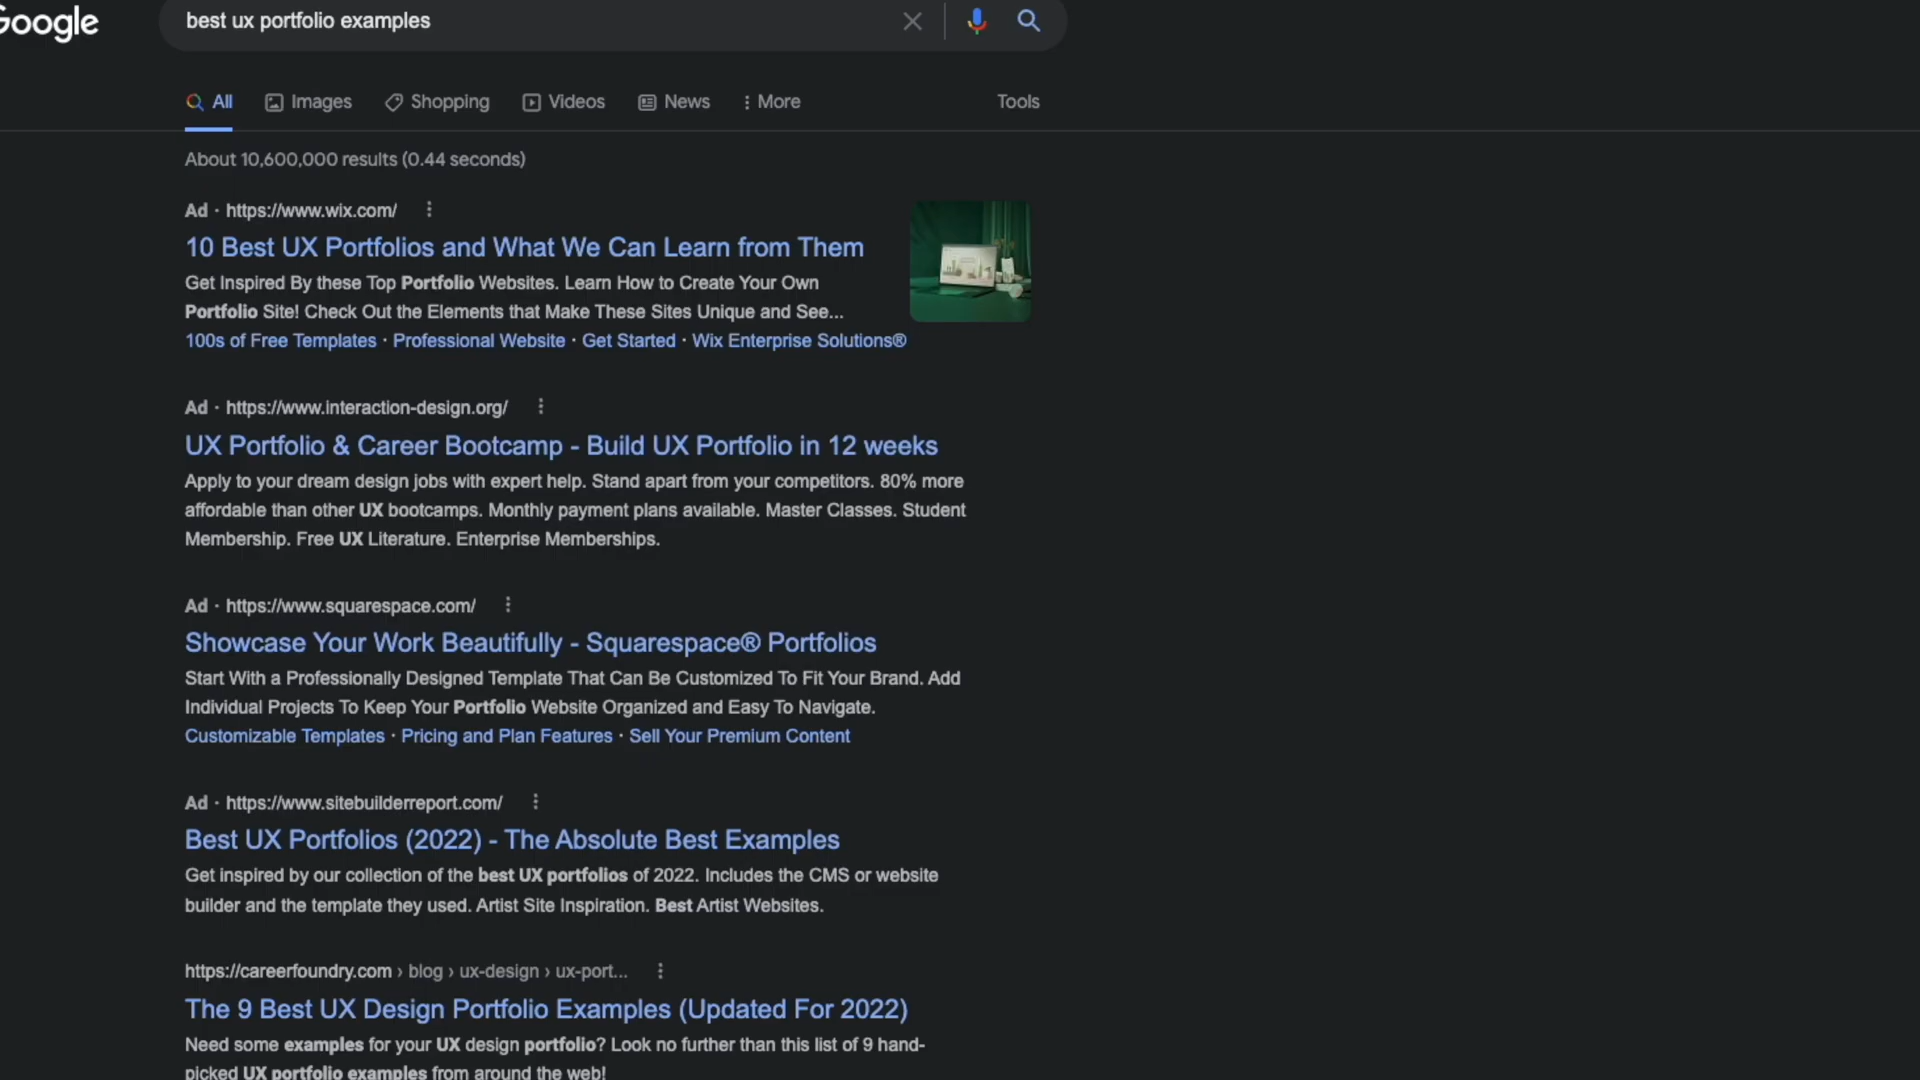 Google
best ux portfolio examples
All Images Shopping Videos News More Tools
About 10,600,000 results (0.44 seconds)
Ad · https://www.wix.com/
10 Best UX Portfolios and What We Can Learn from Them
Get Inspired By these Top Portfolio Websites. Learn How to Create Your Own
Portfolio Site! Check Out the Elements that Make These Sites Unique and See...
100s of Free Templates · Professional Website · Get Started · Wix Enterprise Solutions®
Ad · https://www.interaction-design.org/
UX Portfolio & Career Bootcamp - Build UX Portfolio in 12 weeks
Apply to your dream design jobs with expert help. Stand apart from your competitors. 80% more
affordable than other UX bootcamps. Monthly payment plans available. Master Classes. Student
Membership. Free UX Literature. Enterprise Memberships.
Ad · https://www.squarespace.com/
Showcase Your Work Beautifully - Squarespace® Portfolios
Start With a Professionally Designed Template That Can Be Customized To Fit Your Brand. Add
Individual Projects To Keep Your Portfolio Website Organized and Easy To Navigate.
Customizable Templates · Pricing and Plan Features · Sell Your Premium Content
Ad · https://www.sitebuilderreport.com/
Best UX Portfolios (2022) - The Absolute Best Examples
Get inspired by our collection of the best UX portfolios of 2022. Includes the CMS or website
builder and the template they used. Artist Site Inspiration. Best Artist Websites.
https://careerfoundry.com › blog › ux-design › ux-port...
The 9 Best UX Design Portfolio Examples (Updated For 2022)
Need some examples for your UX design portfolio? Look no further than this list of 9 hand-
picked UX portfolio examples from around the web!